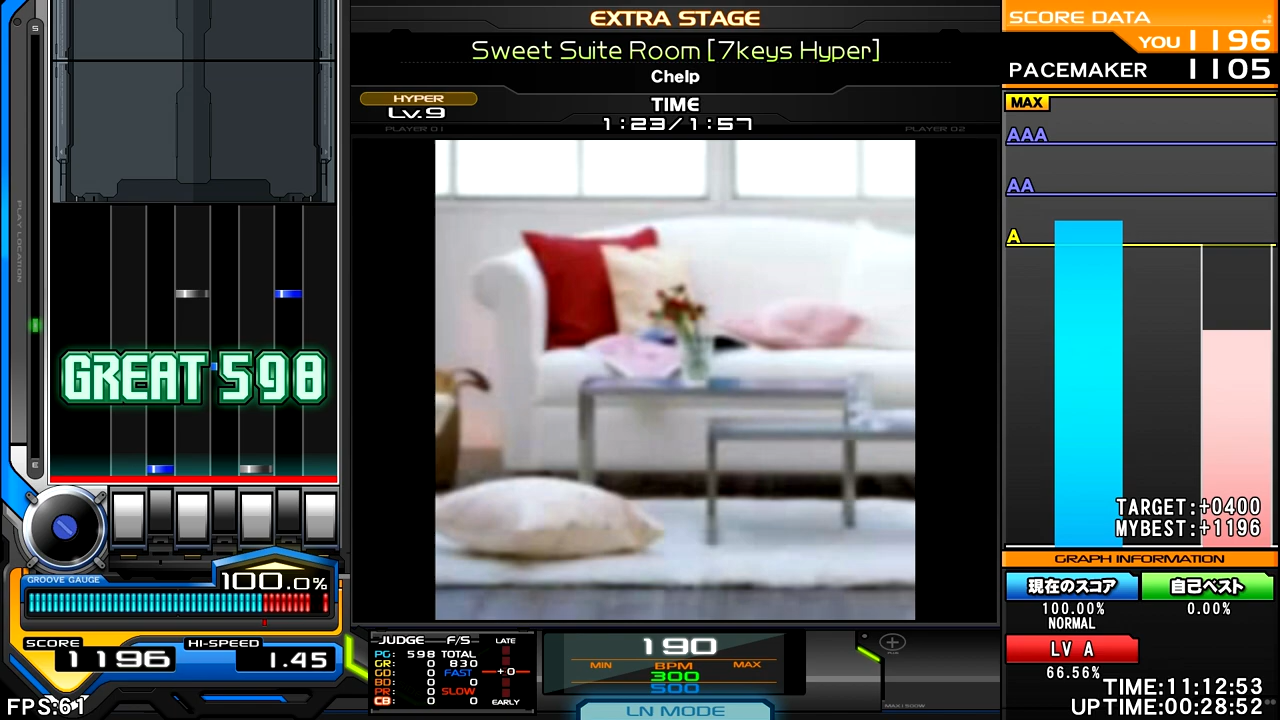 EXTRA STAGE
Sweet Suite Room [7keys Hyper]
Chelp
HYPER
Lv.9
TIME
1:23/1:57
PLAYER 01
PLAYER 02
SCORE DATA
YOU 1196
PACEMAKER 1105
MAX
AAA
AA
A
TARGET:+0400
MYBEST:+1196
GRAPH INFORMATION
現在のスコア
自己ベスト
100.00%
0.00%
NORMAL
LV A
66.56%
TIME:11:12:53
UP TIME:00:28:52
S
PLAY LOCATION
E
GREAT 598
GROOVE GAUGE
100.0%
SCORE
1196
HI-SPEED
1.45
FPS:61
JUDGE F/S
LATE
PG: 598 TOTAL
GR: 0 830
GD: 0 FAST
BD: 0 0
PR: 0 SLOW
CB: 0 0
+0
EARLY
190
MIN BPM MAX
300
500
LN MODE